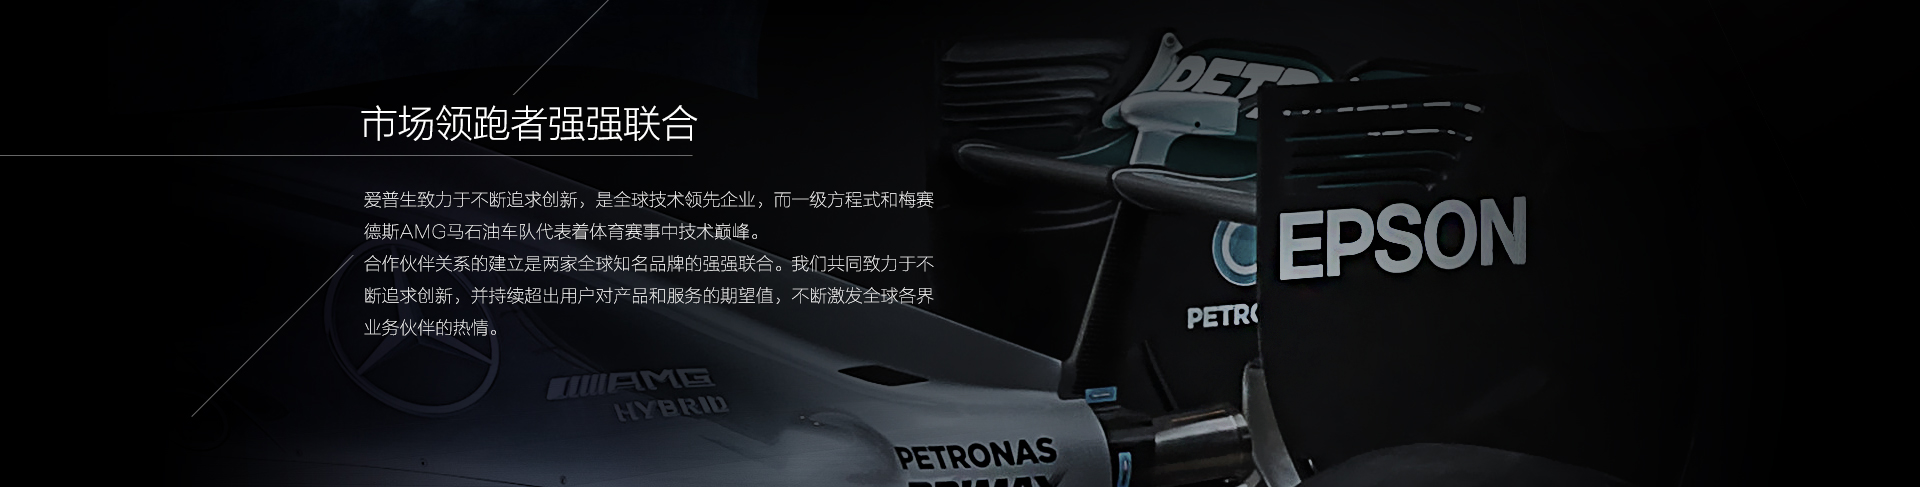 市场领跑者强强联合
爱普生致力于不断追求创新，是全球技术领先企业，而一级方程式和梅赛
德斯AMG马石油车队代表着体育赛事中技术巅峰。
合作伙伴关系的建立是两家全球知名品牌的强强联合。我们共同致力于不
断追求创新，并持续超出用户对产品和服务的期望值，不断激发全球各界
业务伙伴的热情。
PETR
EPSON
PETRO
AMG
HYBRID
PETRONAS
PRIMAX